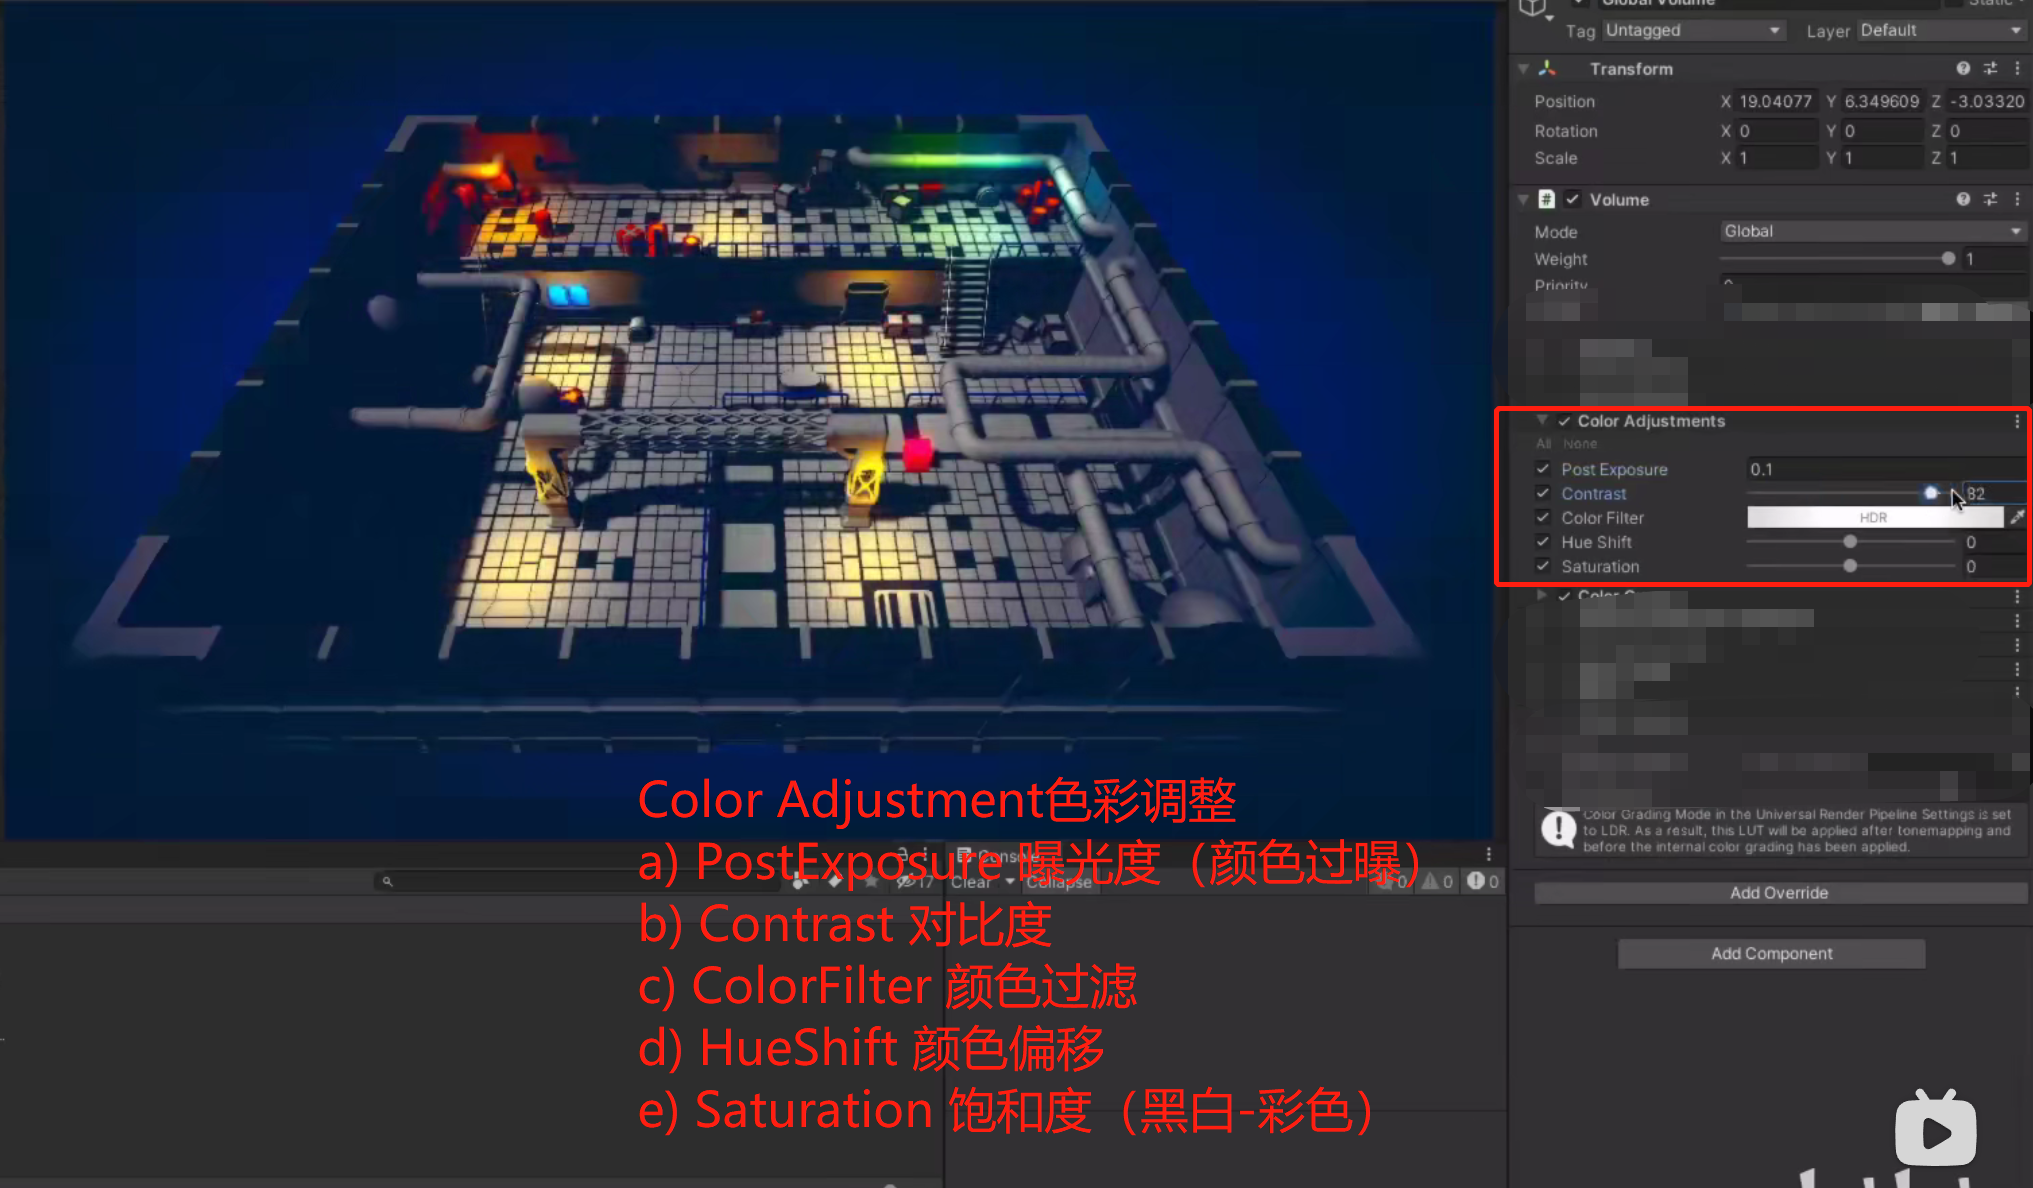 Global Volume
Static
Tag Untagged Layer Default
Transform
Position X 19.04077 Y 6.349609 Z -3.03320
Rotation X 0 Y 0 Z 0
Scale X 1 Y 1 Z 1
# Volume
Mode Global
Weight 1
Priority
Color Adjustments
All None
Post Exposure 0.1
Contrast 82
Color Filter HDR
Hue Shift 0
Saturation 0
Color Grading Mode in the Universal Render Pipeline Settings is set
to LDR. As a result, this LUT will be applied after tonemapping and
before the internal color grading has been applied.
Add Override
Add Component
Console
17 Clear Collapse 0 0 0
Color Adjustment色彩调整
a) PostExposure 曝光度（颜色过曝）
b) Contrast 对比度
c) ColorFilter 颜色过滤
d) HueShift 颜色偏移
e) Saturation 饱和度（黑白-彩色）